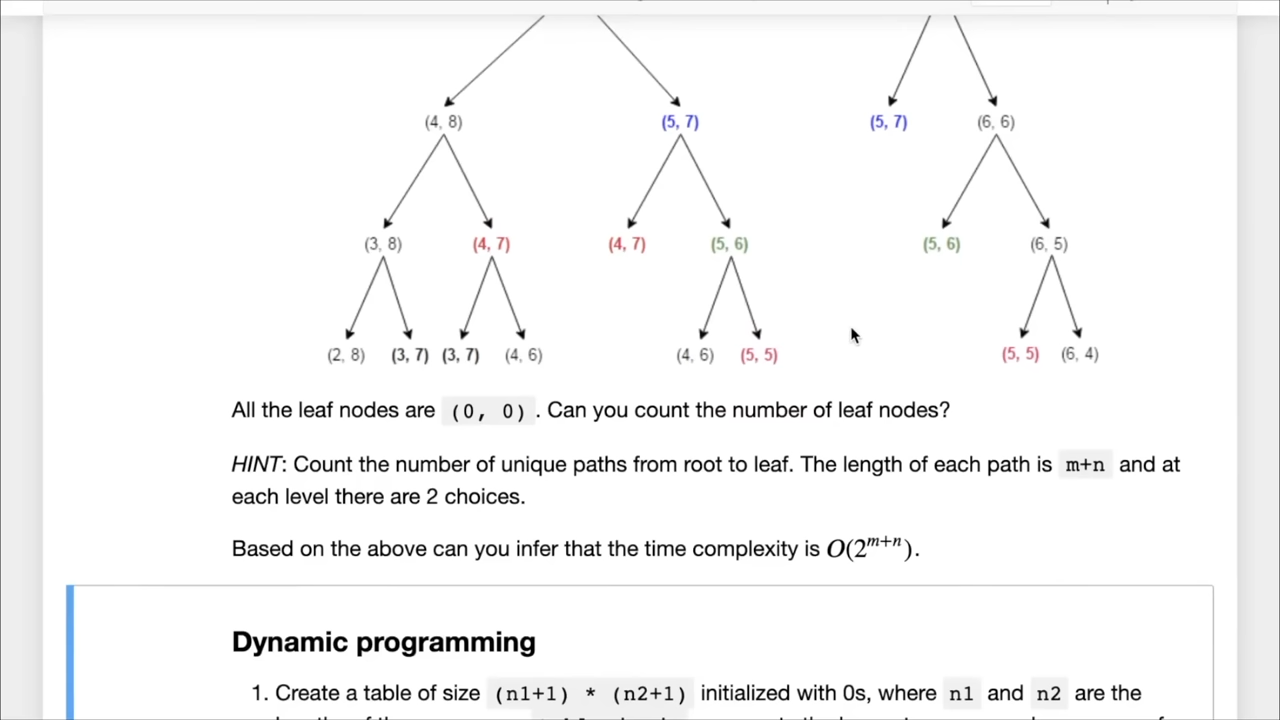 (4, 8) (5, 7) (5, 7) (6, 6)
(3, 8) (4, 7) (4, 7) (5, 6) (5, 6) (6, 5)
(2, 8) (3, 7) (3, 7) (4, 6) (4, 6) (5, 5) (5, 5) (6, 4)
All the leaf nodes are (0, 0) . Can you count the number of leaf nodes?
HINT: Count the number of unique paths from root to leaf. The length of each path is m+n and at
each level there are 2 choices.
Based on the above can you infer that the time complexity is O(2^{m+n}).
Dynamic programming
1. Create a table of size (n1+1) * (n2+1) initialized with 0s, where n1 and n2 are the